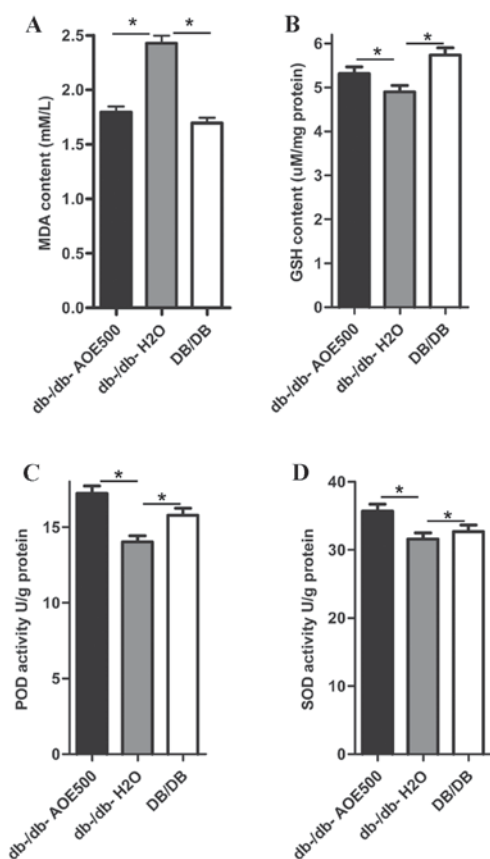 A
* *
MDA content (mM/L)
2.5
2.0
1.5
1.0
0.5
0.0
db-/db- AOE500
db-/db- H2O
DB/DB
B
* *
GSH content (uM/mg protein)
6
5
4
3
2
1
0
db-/db- AOE500
db-/db- H2O
DB/DB
C
* *
POD activity U/g protein
15
10
5
0
db-/db- AOE500
db-/db- H2O
DB/DB
D
* *
SOD activity U/g protein
40
30
20
10
0
db-/db- AOE500
db-/db- H2O
DB/DB